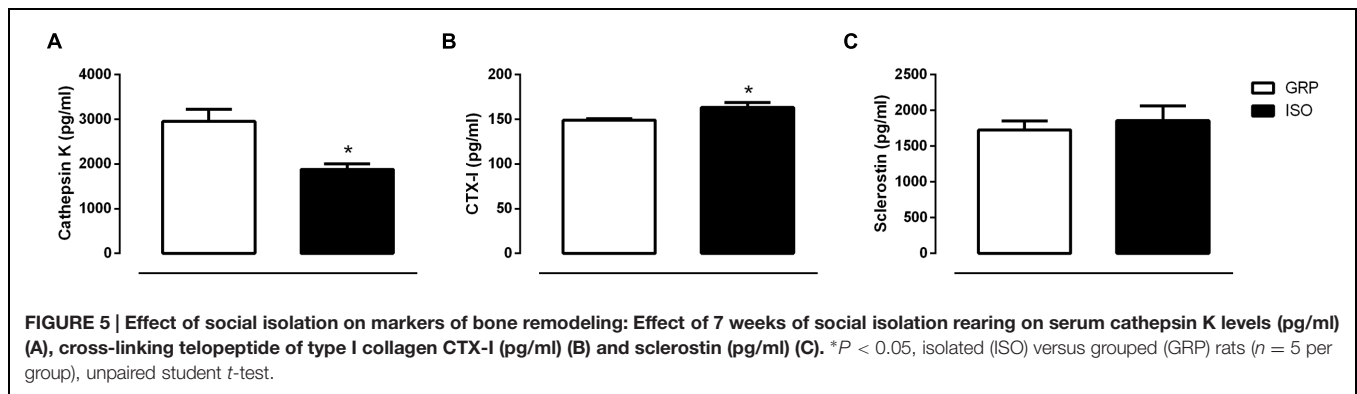 A
B
C
4000
3000
2000
1000
0
Cathepsin K (pg/ml)
*
200
150
100
50
0
CTX-I (pg/ml)
*
2500
2000
1500
1000
500
0
Sclerostin (pg/ml)
GRP
ISO
FIGURE 5 | Effect of social isolation on markers of bone remodeling: Effect of 7 weeks of social isolation rearing on serum cathepsin K levels (pg/ml)
(A), cross-linking telopeptide of type I collagen CTX-I (pg/ml) (B) and sclerostin (pg/ml) (C). *P < 0.05, isolated (ISO) versus grouped (GRP) rats (n = 5 per
group), unpaired student t-test.